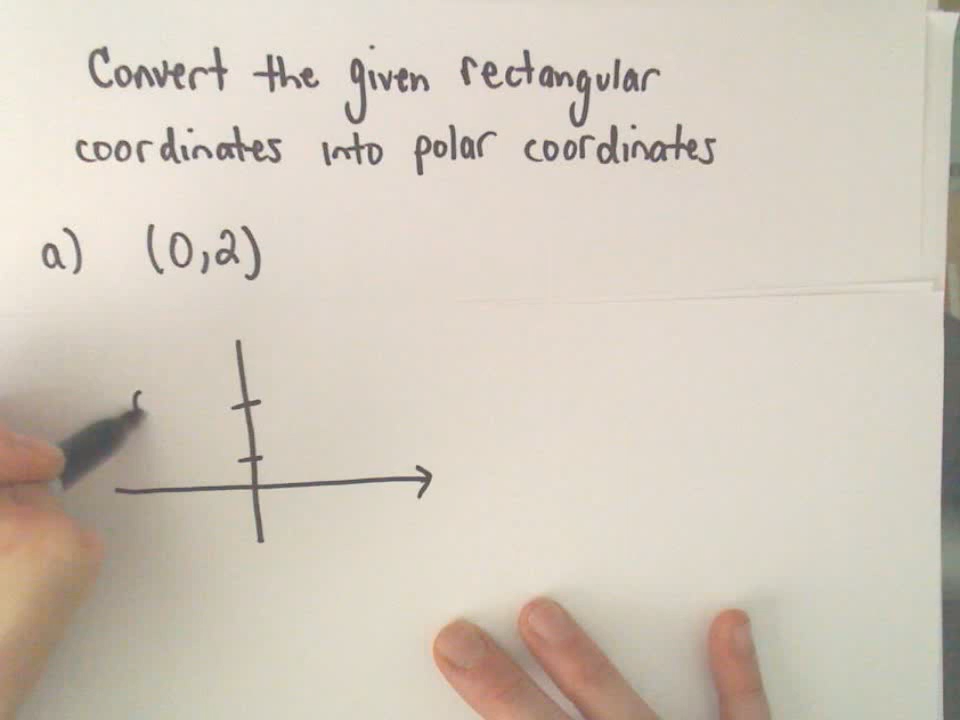 Convert the given rectangular
coordinates into polar coordinates
a) (0,2)